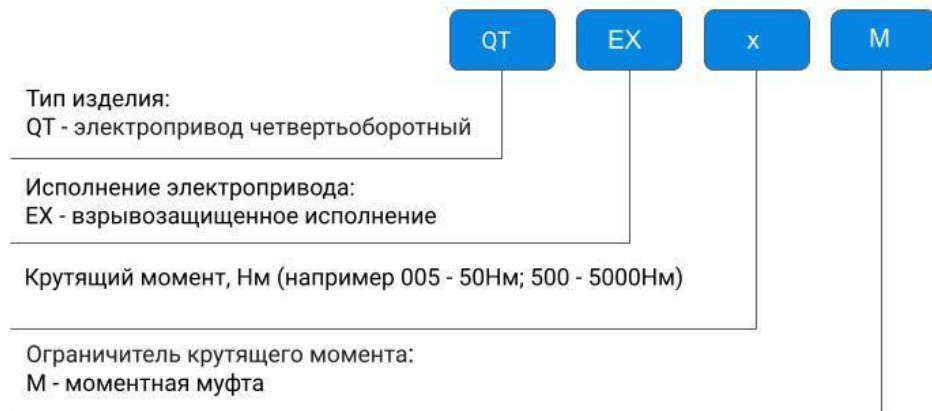 QT EX x M
Тип изделия:
QT - электропривод четвертьоборотный
Исполнение электропривода:
EX - взрывозащищенное исполнение
Крутящий момент, Нм (например 005 - 50Нм; 500 - 5000Нм)
Ограничитель крутящего момента:
М - моментная муфта